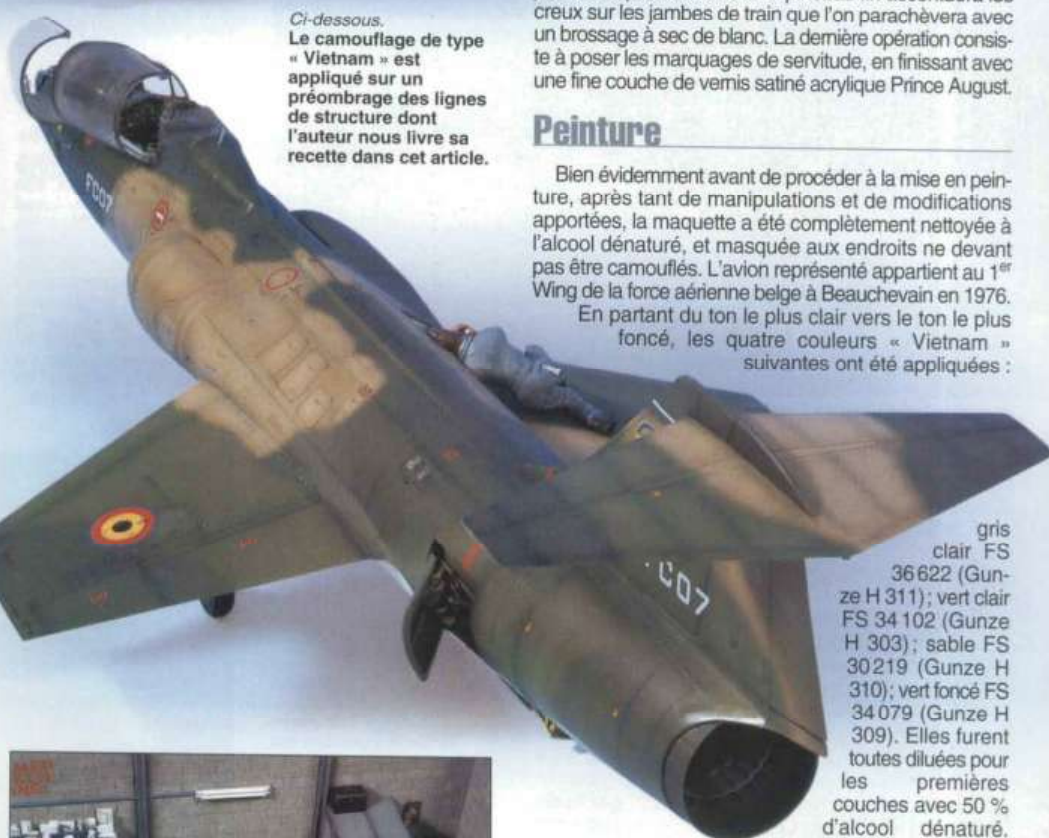 Ci-dessous.
Le camouflage de type
« Vietnam » est
appliqué sur un
préombrage des lignes
de structure dont
l'auteur nous livre sa
recette dans cet article.
creux sur les jambes de train que l'on parachèvera avec
un brossage à sec de blanc. La dernière opération consis-
te à poser les marquages de servitude, en finissant avec
une fine couche de vernis satiné acrylique Prince August.
Peinture
Bien évidemment avant de procéder à la mise en pein-
ture, après tant de manipulations et de modifications
apportées, la maquette a été complètement nettoyée à
l'alcool dénaturé, et masquée aux endroits ne devant
pas être camouflés. L'avion représenté appartient au 1er
Wing de la force aérienne belge à Beauchevain en 1976.
En partant du ton le plus clair vers le ton le plus
foncé, les quatre couleurs « Vietnam »
suivantes ont été appliquées :
gris
clair FS
36622 (Gun-
ze H 311) ; vert clair
FS 34102 (Gunze
H 303) ; sable FS
30219 (Gunze H
310) ; vert foncé FS
34079 (Gunze H
309). Elles furent
toutes diluées pour
les premières
couches avec 50 %
d'alcool dénaturé.
FC07
C07